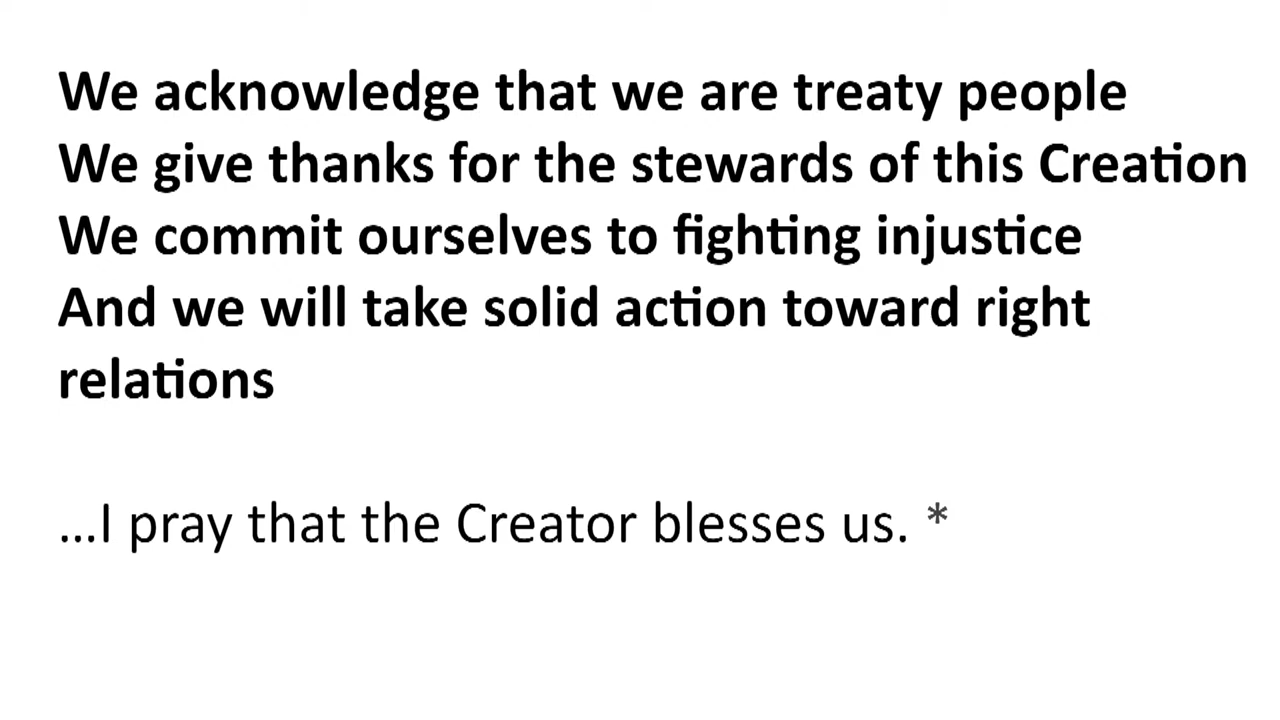 We acknowledge that we are treaty people
We give thanks for the stewards of this Creation
We commit ourselves to fighting injustice
And we will take solid action toward right
relations
…I pray that the Creator blesses us. *